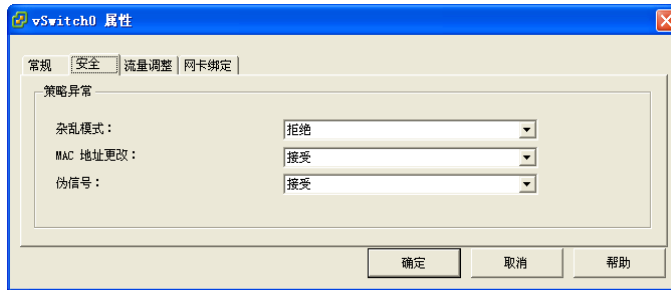 vSwitch0 属性
常规 安全 流量调整 网卡绑定
策略异常
杂乱模式： 拒绝
MAC 地址更改： 接受
伪信号： 接受
确定 取消 帮助